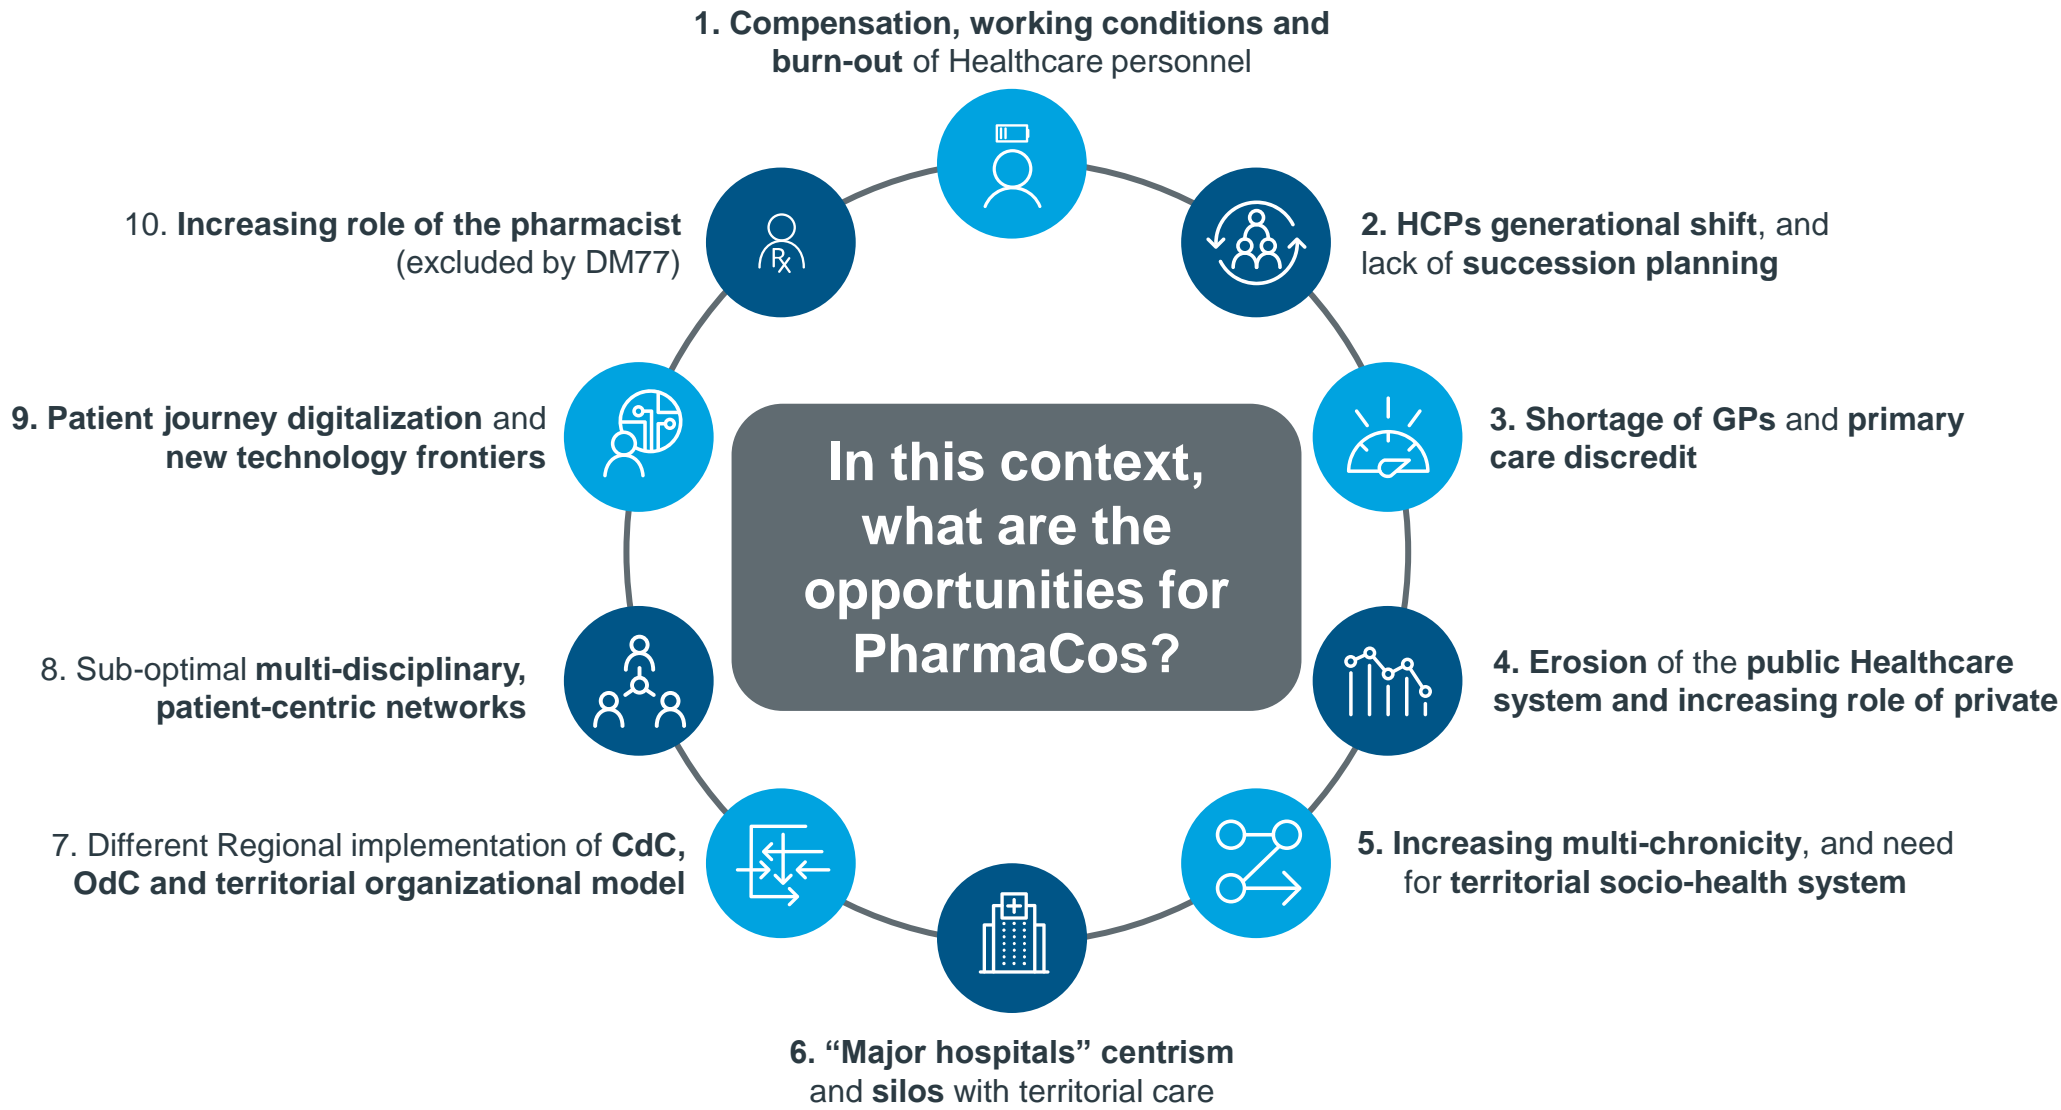 1. Compensation, working conditions and
burn-out of Healthcare personnel
2. HCPs generational shift, and
lack of succession planning
3. Shortage of GPs and primary
care discredit
4. Erosion of the public Healthcare
system and increasing role of private
5. Increasing multi-chronicity, and need
for territorial socio-health system
6. “Major hospitals” centrism
and silos with territorial care
7. Different Regional implementation of CdC,
OdC and territorial organizational model
8. Sub-optimal multi-disciplinary,
patient-centric networks
9. Patient journey digitalization and
new technology frontiers
10. Increasing role of the pharmacist
(excluded by DM77)
Rx
In this context,
what are the
opportunities for
PharmaCos?